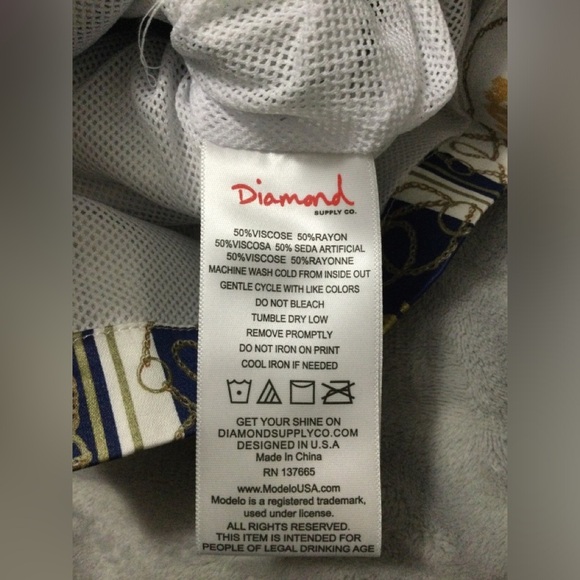 Diamond
SUPPLY CO.
50%VISCOSE 50%RAYON
50%VISCOSA 50% SEDA ARTIFICIAL
50%VISCOSE 50%RAYONNE
MACHINE WASH COLD FROM INSIDE OUT
GENTLE CYCLE WITH LIKE COLORS
DO NOT BLEACH
TUMBLE DRY LOW
REMOVE PROMPTLY
DO NOT IRON ON PRINT
COOL IRON IF NEEDED
GET YOUR SHINE ON
DIAMONDSUPPLYCO.COM
DESIGNED IN U.S.A
Made In China
RN 137665
www.ModeloUSA.com
Modelo is a registered trademark,
used under license.
ALL RIGHTS RESERVED.
THIS ITEM IS INTENDED FOR
PEOPLE OF LEGAL DRINKING AGE